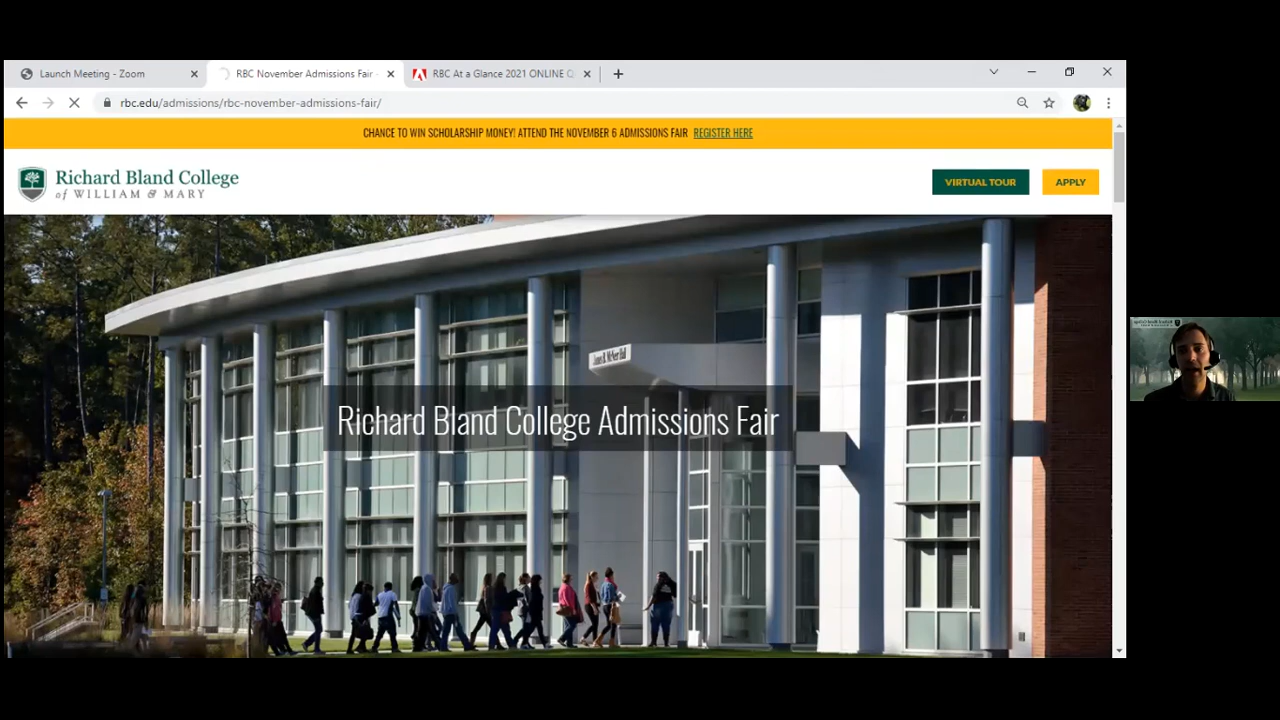 Launch Meeting - Zoom
RBC November Admissions Fair -
RBC At a Glance 2021 ONLINE
rbc.edu/admissions/rbc-november-admissions-fair/
CHANCE TO WIN SCHOLARSHIP MONEY! ATTEND THE NOVEMBER 6 ADMISSIONS FAIR REGISTER HERE
Richard Bland College
of WILLIAM & MARY
VIRTUAL TOUR
APPLY
Richard Bland College Admissions Fair